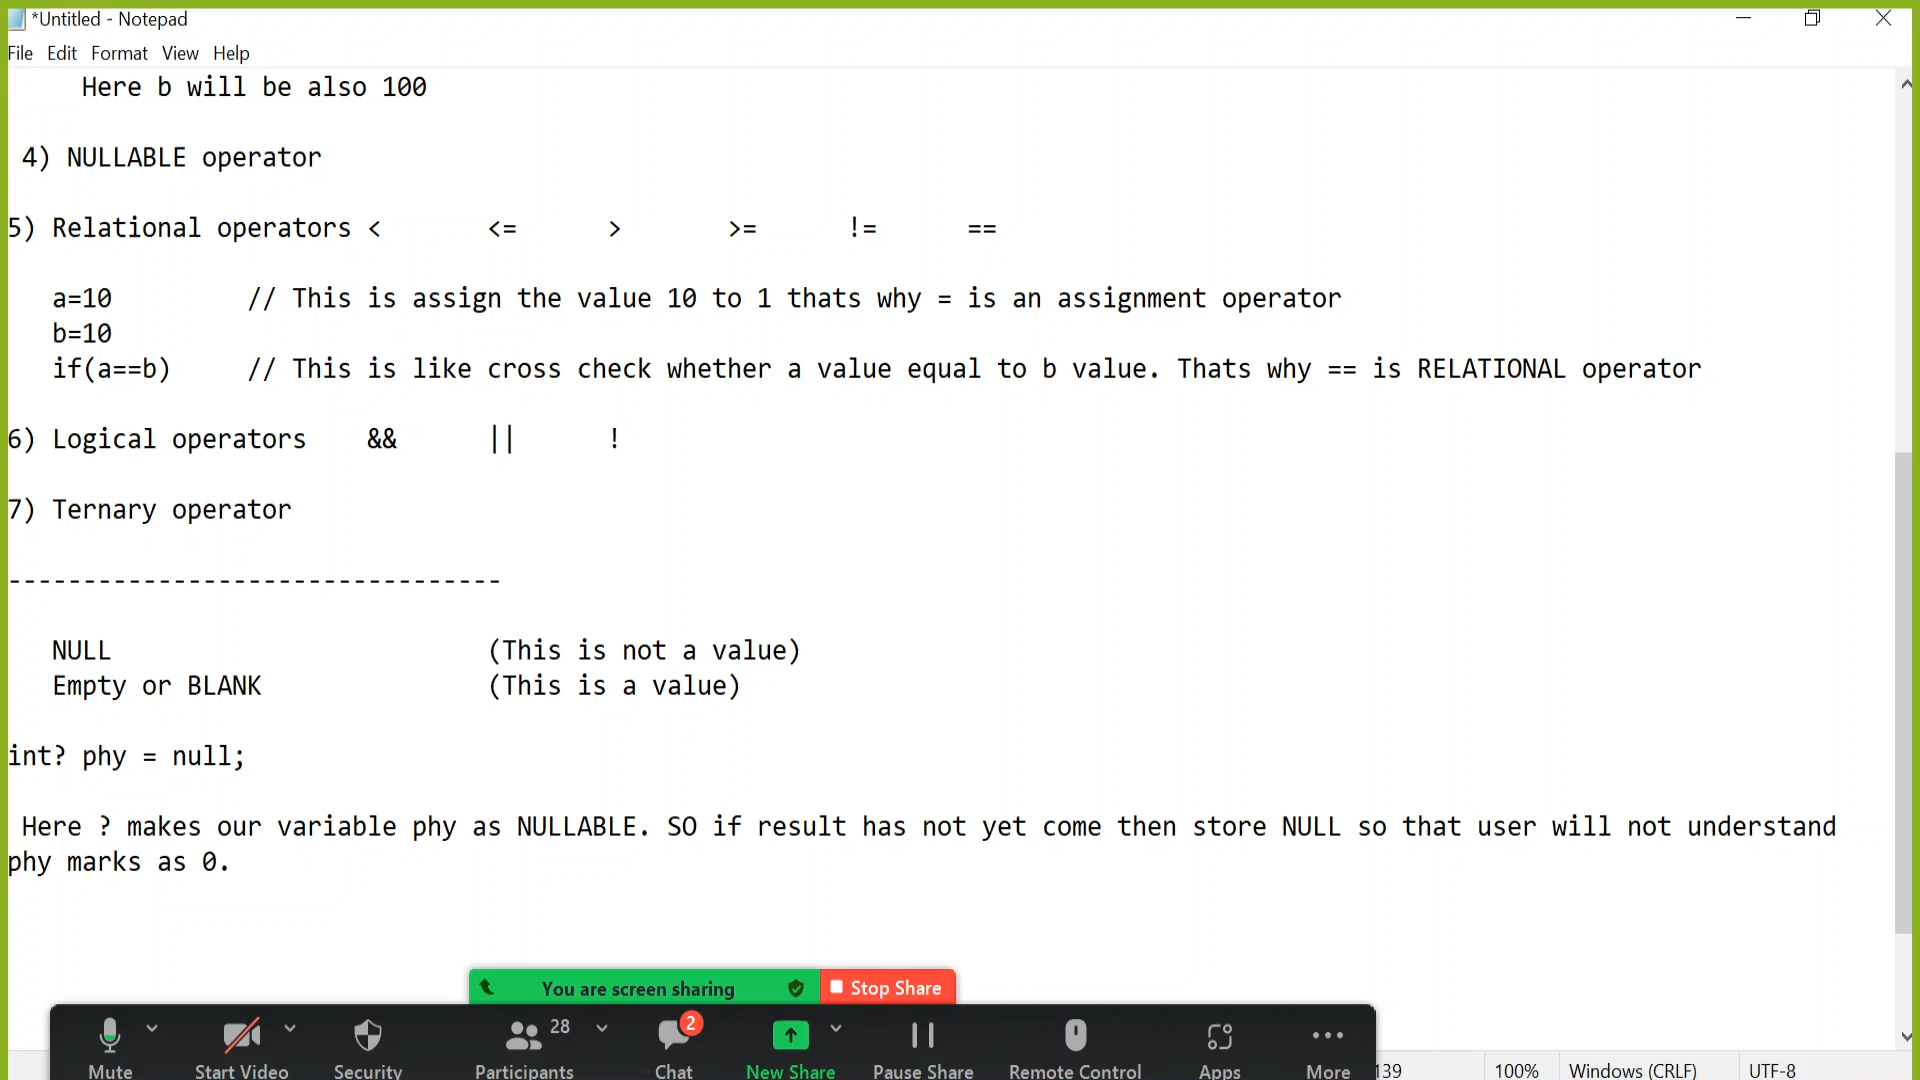 *Untitled - Notepad
File Edit Format View Help
Here b will be also 100
4) NULLABLE operator
5) Relational operators < <= > >= != ==
a=10 // This is assign the value 10 to 1 thats why = is an assignment operator
b=10
if(a==b) // This is like cross check whether a value equal to b value. Thats why == is RELATIONAL operator
6) Logical operators && || !
7) Ternary operator
---------------------------------
NULL (This is not a value)
Empty or BLANK (This is a value)
int? phy = null;
Here ? makes our variable phy as NULLABLE. SO if result has not yet come then store NULL so that user will not understand
phy marks as 0.
You are screen sharing Stop Share
28 2
Mute Start Video Security Participants Chat New Share Pause Share Remote Control Apps More
139 100% Windows (CRLF) UTF-8